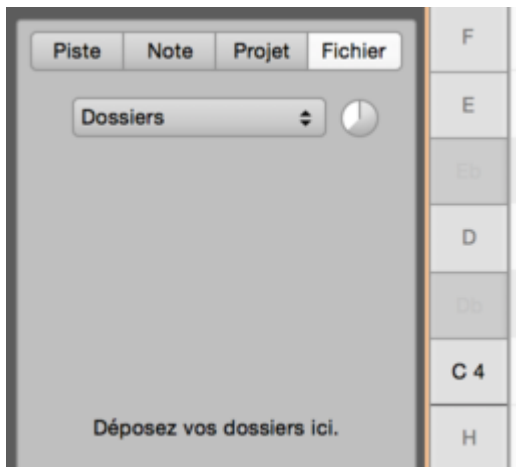 Piste Note Projet Fichier
Dossiers
Déposez vos dossiers ici.
F
E
Eb
D
Db
C 4
H